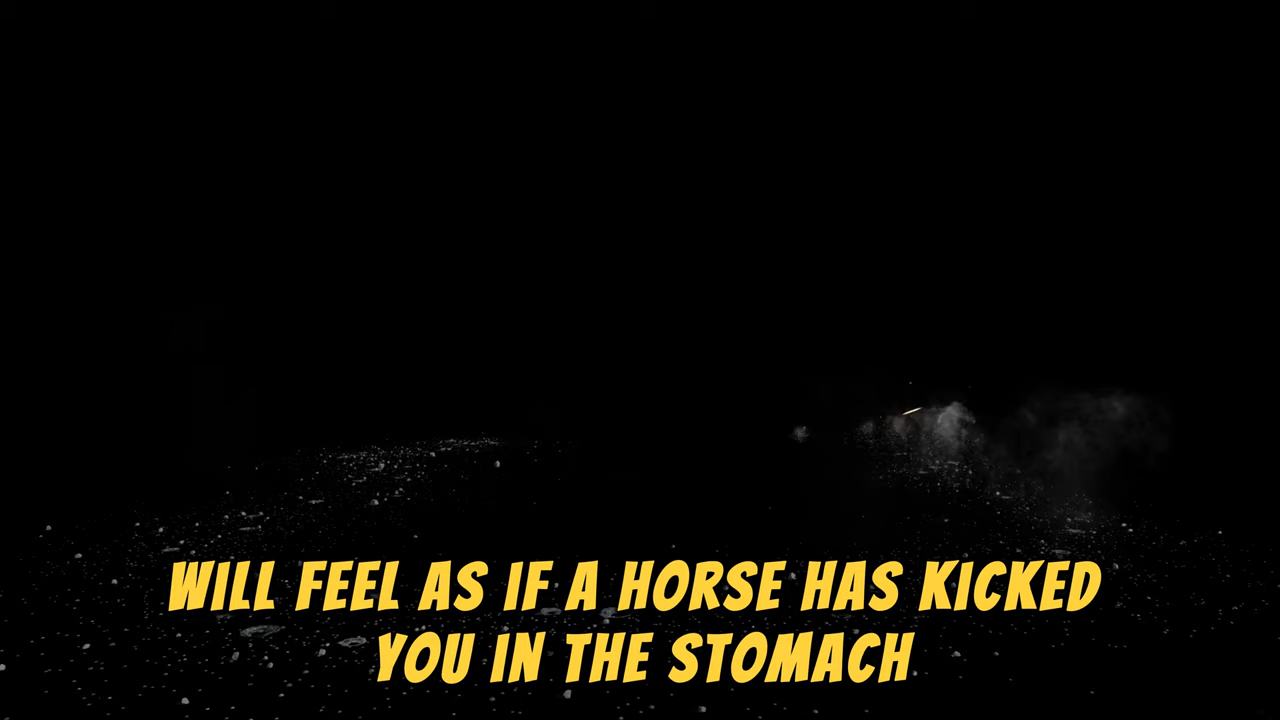 WILL FEEL AS IF A HORSE HAS KICKED
YOU IN THE STOMACH